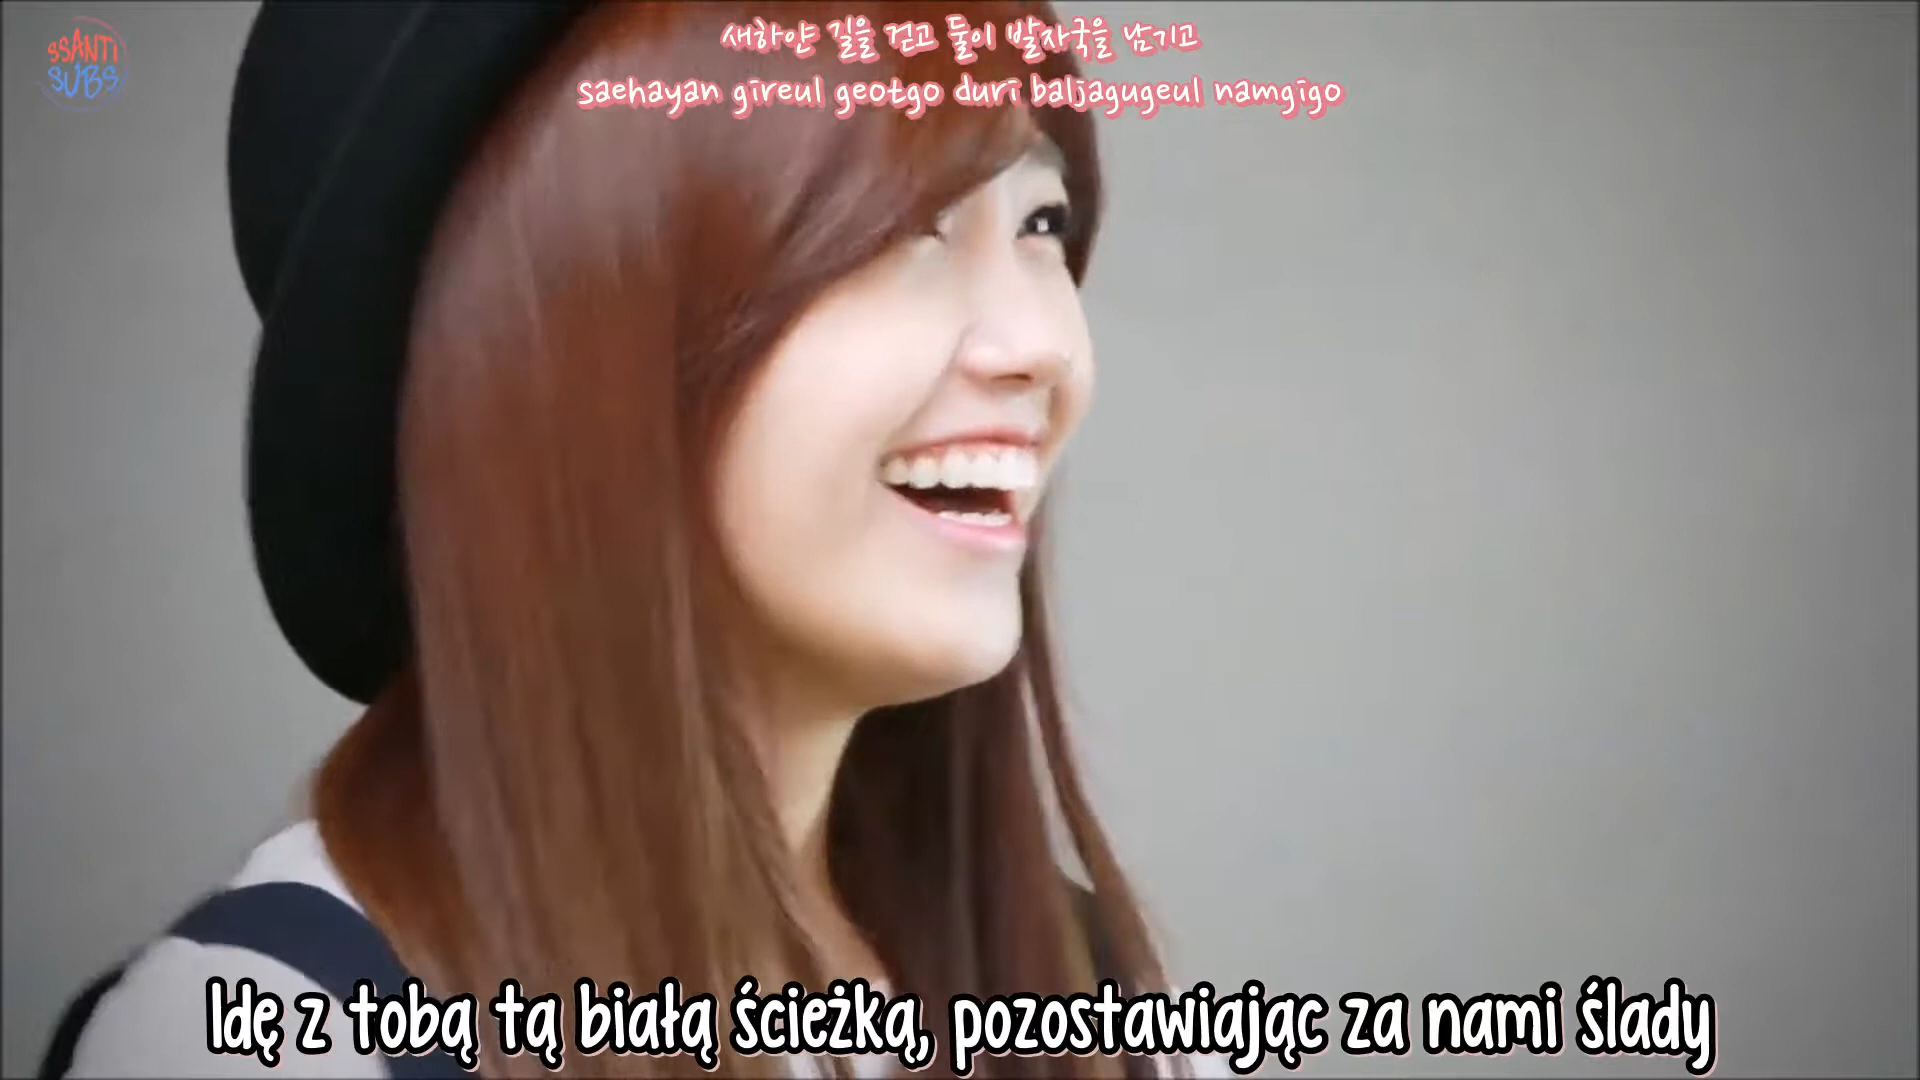 SSANTI
SUBS
새하얀 길을 걷고 둘이 발자국을 남기고
saehayan gireul geotgo duri baljagugeul namgigo
Idę z tobą tą białą ścieżką, pozostawiając za nami ślady